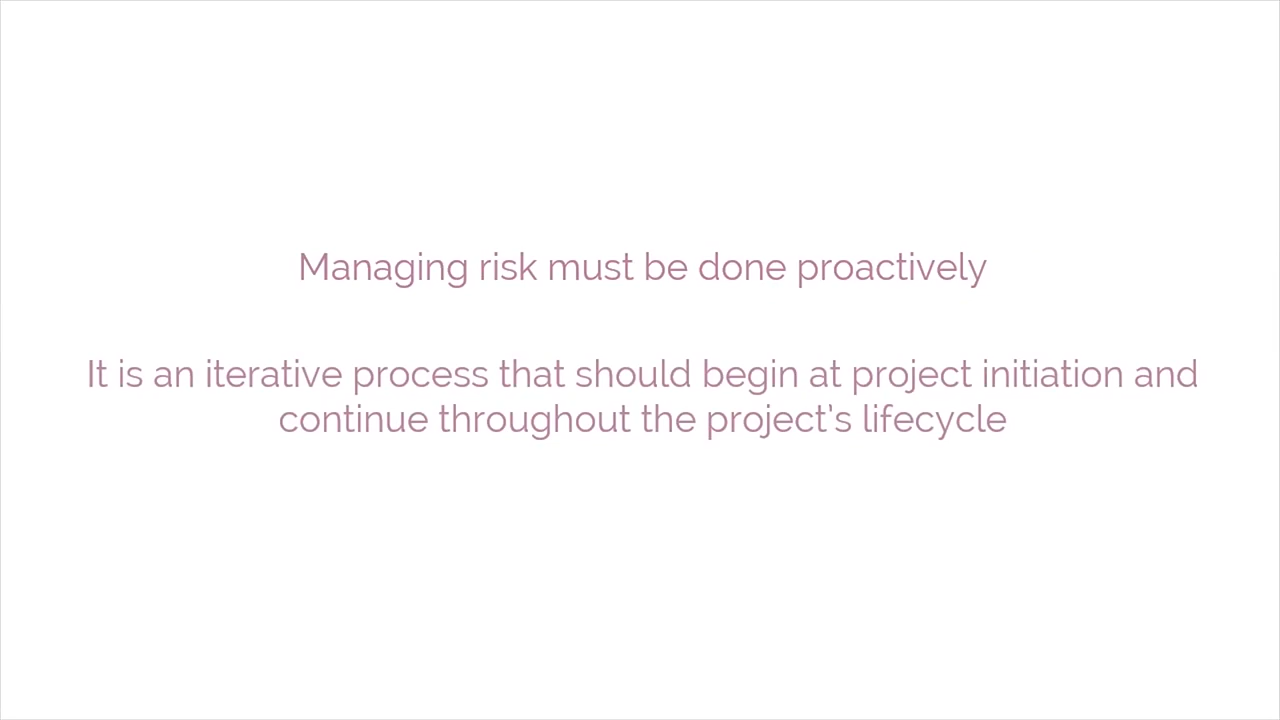 Managing risk must be done proactively
It is an iterative process that should begin at project initiation and
continue throughout the project's lifecycle